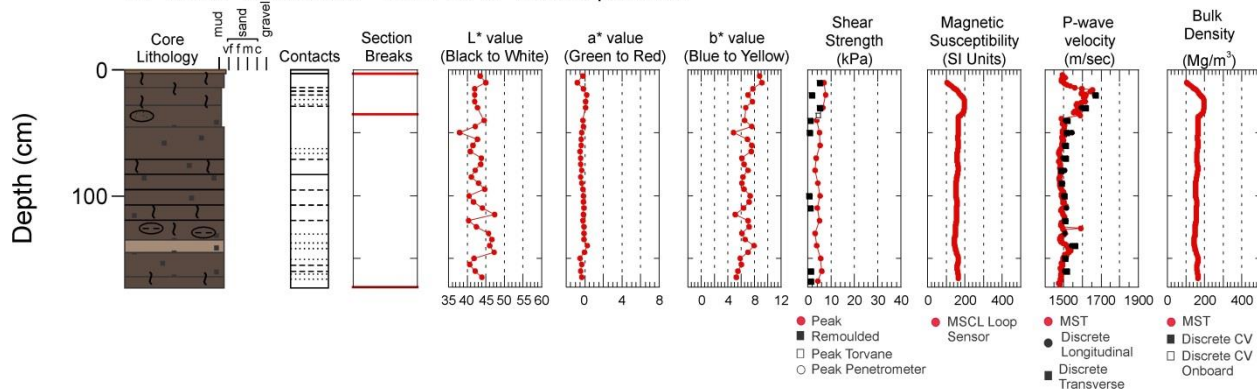 mud
sand
gravel
vf f m c
Core
Lithology
Contacts
Section
Breaks
L* value
(Black to White)
a* value
(Green to Red)
b* value
(Blue to Yellow)
Shear
Strength
(kPa)
Magnetic
Susceptibility
(SI Units)
P-wave
velocity
(m/sec)
Bulk
Density
(Mg/m³)
Depth (cm)
0
100
35 40 45 50 55 60
0 4 8
0 2 4 6 8 10 12
0 10 20 30 40
0 200 400
1500 1700 1900
0 200 400
Peak
Remoulded
Peak Torvane
Peak Penetrometer
MSCL Loop
Sensor
MST
Discrete
Longitudinal
Discrete
Transverse
MST
Discrete CV
Discrete CV
Onboard